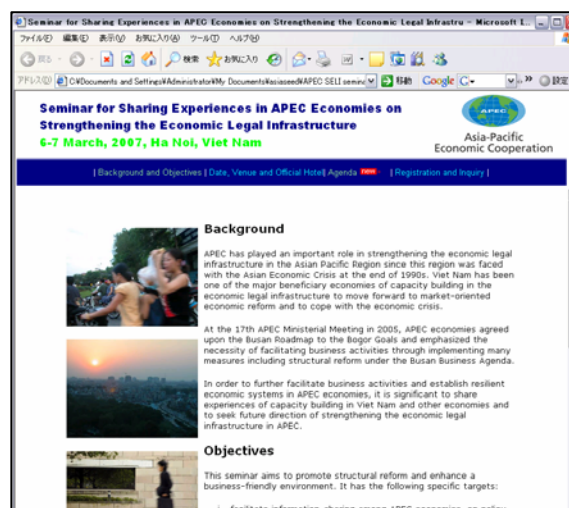 Seminar for Sharing Experiences in APEC Economies on Strengthening the Economic Legal Infrastru - Microsoft I...
ファイル(F) 編集(E) 表示(V) お気に入り(A) ツール(T) ヘルプ(H)
戻る 検索 お気に入り
アドレス(D) C:¥Documents and Settings¥Administrator¥My Documents¥asiaseed¥APEC SELI semina 移動 Google G 設定
Seminar for Sharing Experiences in APEC Economies on
Strengthening the Economic Legal Infrastructure
6-7 March, 2007, Ha Noi, Viet Nam
APEC
Asia-Pacific
Economic Cooperation
| Background and Objectives | Date, Venue and Official Hotel| Agenda new | Registration and Inquiry |
Background
APEC has played an important role in strengthening the economic legal
infrastructure in the Asian Pacific Region since this region was faced
with the Asian Economic Crisis at the end of 1990s. Viet Nam has been
one of the major beneficiary economies of capacity building in the
economic legal infrastructure to move forward to market-oriented
economic reform and to cope with the economic crisis.
At the 17th APEC Ministerial Meeting in 2005, APEC economies agreed
upon the Busan Roadmap to the Bogor Goals and emphasized the
necessity of facilitating business activities through implementing many
measures including structural reform under the Busan Business Agenda.
In order to further facilitate business activities and establish resilient
economic systems in APEC economies, it is significant to share
experiences of capacity building in Viet Nam and other economies and
to seek future direction of strengthening the economic legal
infrastructure in APEC.
Objectives
This seminar aims to promote structural reform and enhance a
business-friendly environment. It has the following specific targets:
facilitate information sharing among APEC economies, on policy